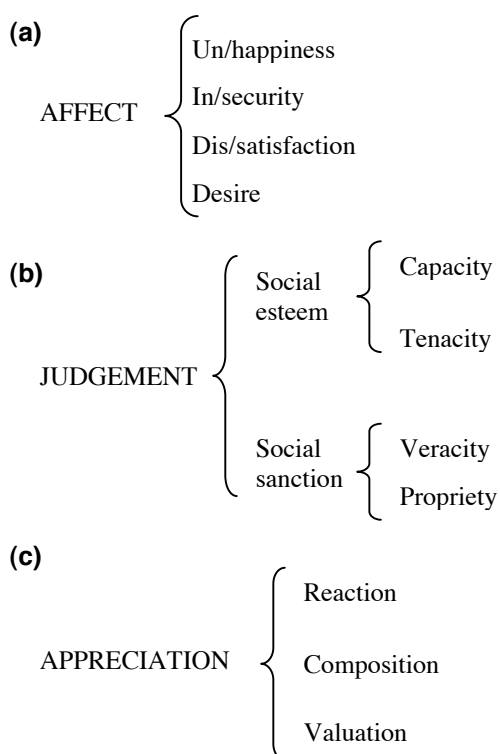 (a)
AFFECT
Un/happiness
In/security
Dis/satisfaction
Desire
(b)
JUDGEMENT
Social
esteem
Capacity
Tenacity
Social
sanction
Veracity
Propriety
(c)
APPRECIATION
Reaction
Composition
Valuation